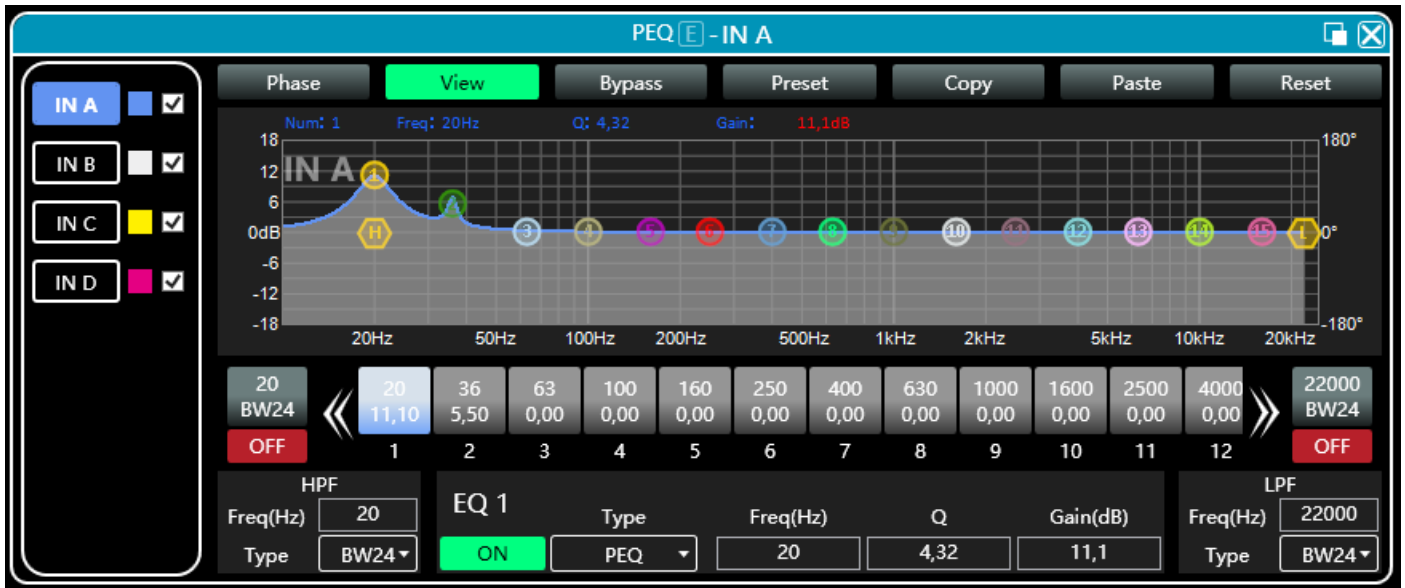 PEQ E - IN A
IN A
IN B
IN C
IN D
Phase View Bypass Preset Copy Paste Reset
Num: 1 Freq: 20Hz Q: 4,32 Gain: 11,1dB
IN A
18 180°
12
6
0dB 0°
-6
-12
-18 -180°
1 2 H 3 4 5 6 7 8 9 10 11 12 13 14 15 L
20Hz 50Hz 100Hz 200Hz 500Hz 1kHz 2kHz 5kHz 10kHz 20kHz
20 20 36 63 100 160 250 400 630 1000 1600 2500 4000 22000
BW24 11,10 5,50 0,00 0,00 0,00 0,00 0,00 0,00 0,00 0,00 0,00 0,00 BW24
OFF 1 2 3 4 5 6 7 8 9 10 11 12 OFF
HPF
Freq(Hz) 20
Type BW24
EQ 1 Type Freq(Hz) Q Gain(dB)
ON PEQ 20 4,32 11,1
LPF
Freq(Hz) 22000
Type BW24